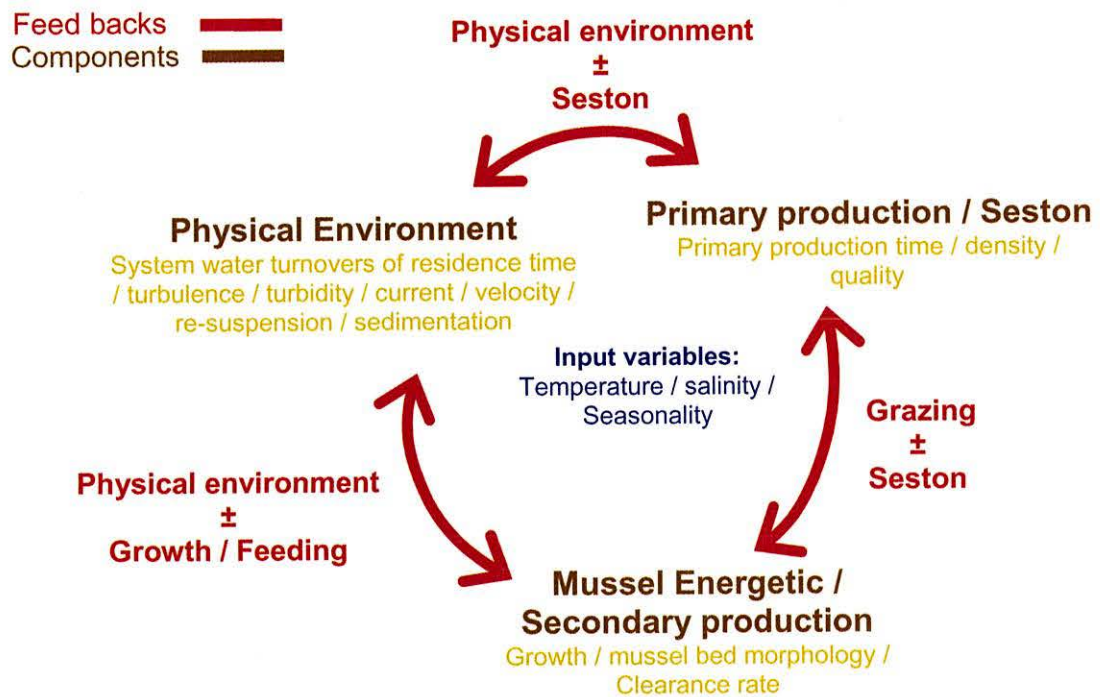 Feed backs
Components
Physical environment
±
Seston
Physical Environment
System water turnovers of residence time
/ turbulence / turbidity / current / velocity /
re-suspension / sedimentation
Primary production / Seston
Primary production time / density /
quality
Input variables:
Temperature / salinity /
Seasonality
Grazing
±
Seston
Physical environment
±
Growth / Feeding
Mussel Energetic /
Secondary production
Growth / mussel bed morphology /
Clearance rate